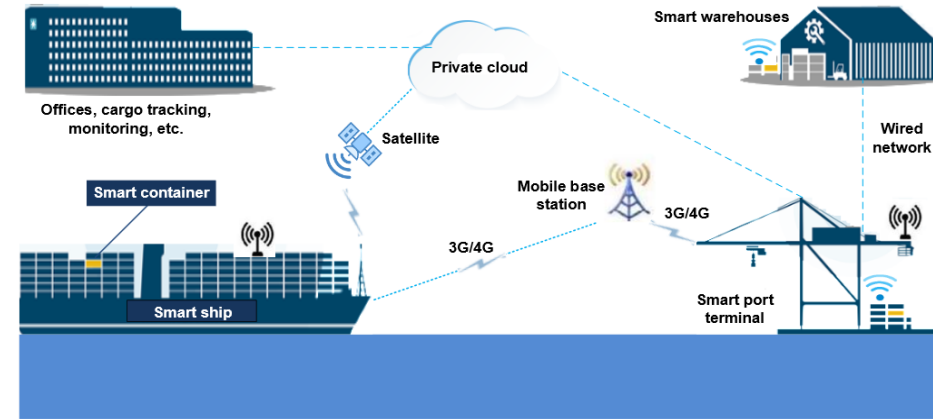 Smart warehouses
Private cloud
Offices, cargo tracking,
monitoring, etc.
Satellite
Wired
network
Smart container
Mobile base
station
3G/4G
3G/4G
Smart port
terminal
Smart ship